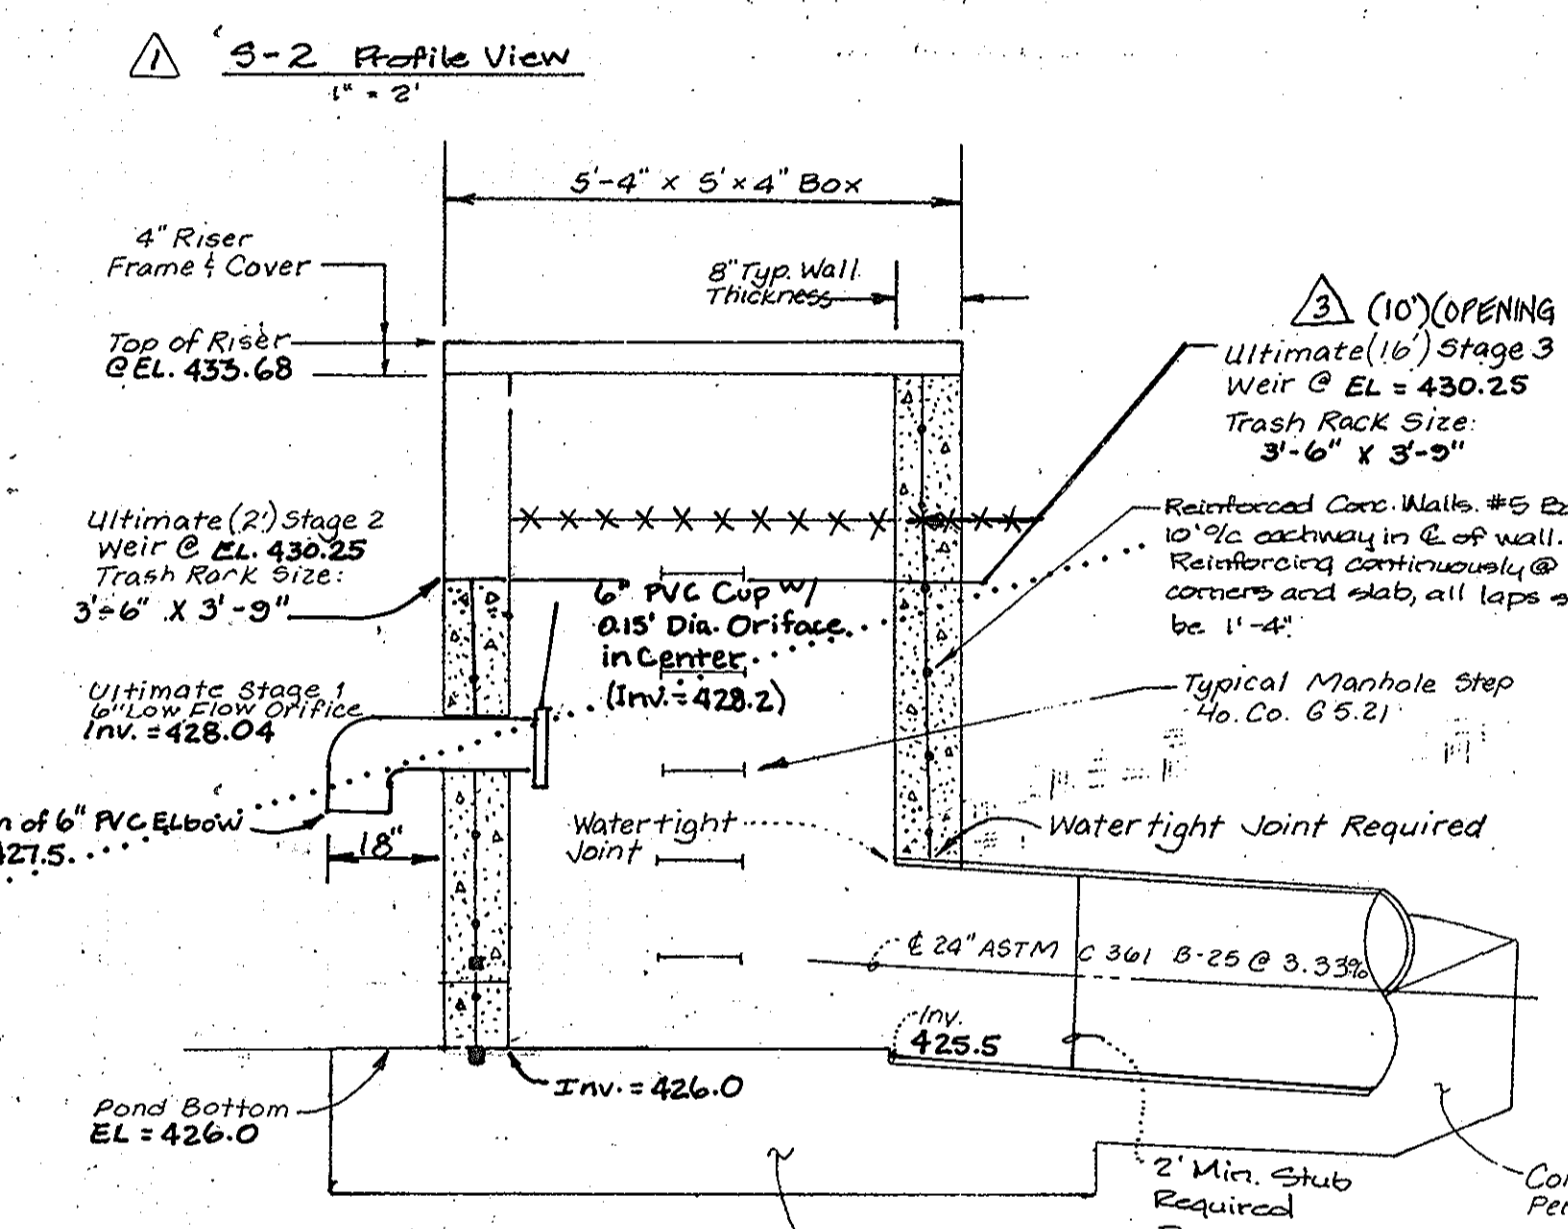 1 S-2 Profile View
1" = 2'
5'-4" x 5'x4" Box
4" Riser
Frame & Cover
8" Typ. Wall
Thickness
Top of Riser
@ EL. 433.68
3 (10')(OPENING
Ultimate (16') Stage 3
Weir @ EL = 430.25
Trash Rack Size:
3'-6" X 3'-9"
Ultimate (2') Stage 2
Weir @ EL. 430.25
Trash Rack Size:
3'-6" X 3'-9"
Reinforced Conc. Walls. #5
10" o/c eachway in ℄ of wall.
Reinforcing continuously @
corners and slab, all laps
be 1'-4"
6" PVC Cup w/
0.15' Dia. Oriface
in Center
(Inv. = 428.2)
Ultimate Stage 1
6" Low Flow Orifice
Inv. = 428.04
Typical Manhole Step
Ho. Co. G 5.21
of 6" PVC ELbow
427.5
18"
Watertight
Joint
Water tight Joint Required
℄ 24" ASTM C 361 B-25 @ 3.33%
Inv.
425.5
Inv. = 426.0
Pond Bottom
EL = 426.0
2' Min. Stub
Required